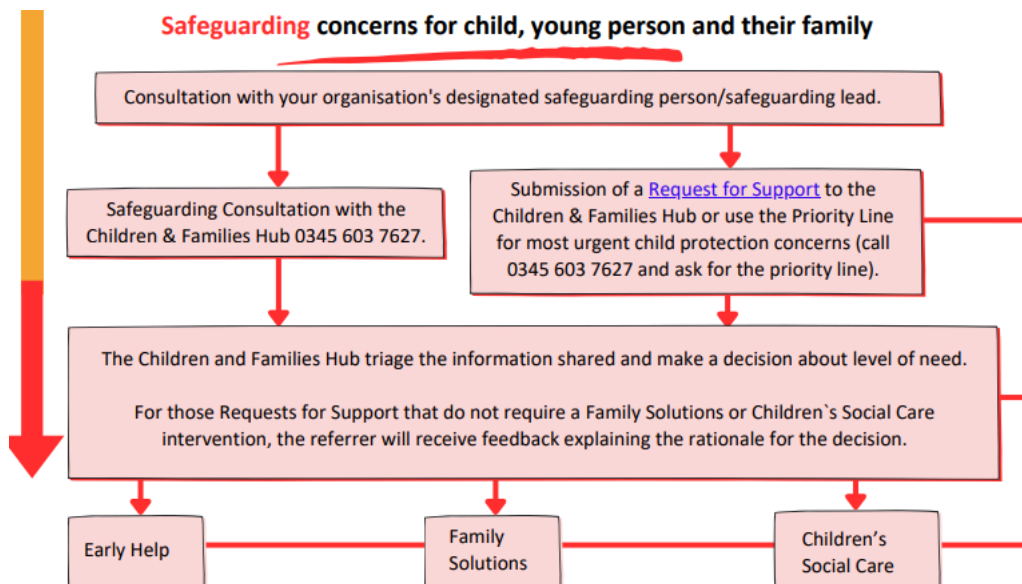 Safeguarding concerns for child, young person and their family
Consultation with your organisation's designated safeguarding person/safeguarding lead.
Safeguarding Consultation with the
Children & Families Hub 0345 603 7627.
Submission of a Request for Support to the
Children & Families Hub or use the Priority Line
for most urgent child protection concerns (call
0345 603 7627 and ask for the priority line).
The Children and Families Hub triage the information shared and make a decision about level of need.
For those Requests for Support that do not require a Family Solutions or Children`s Social Care
intervention, the referrer will receive feedback explaining the rationale for the decision.
Early Help
Family
Solutions
Children’s
Social Care